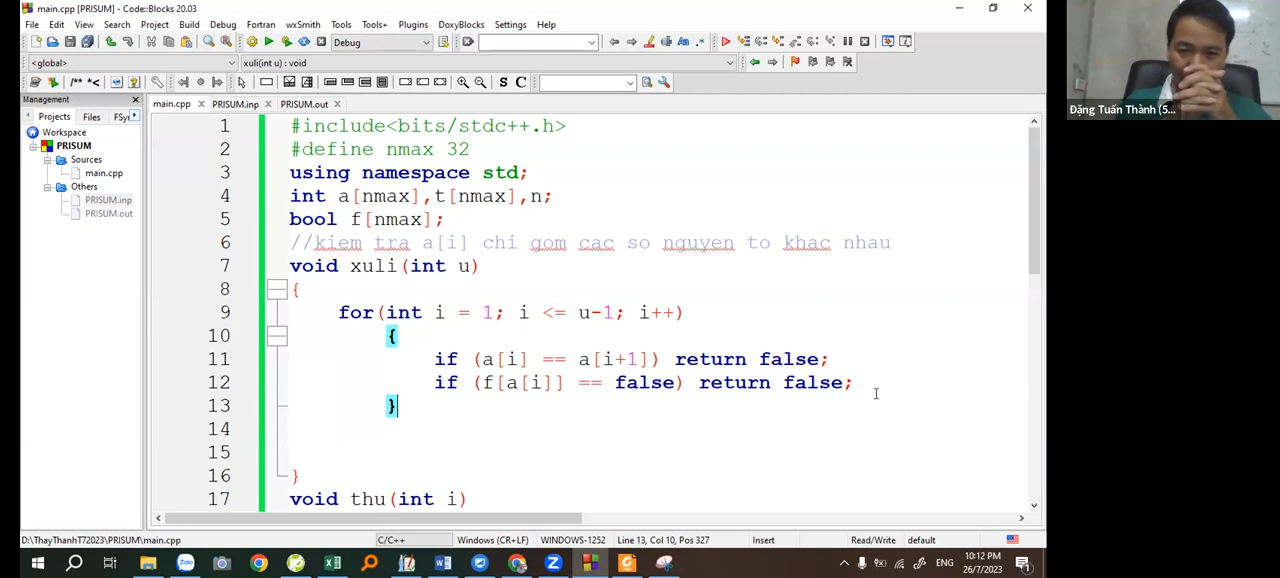 main.cpp [PRISUM] - Code::Blocks 20.03
File Edit View Search Project Build Debug Fortran wxSmith Tools Tools+ Plugins DoxyBlocks Settings Help
Debug
<global> xuli(int u) : void
/** *< S C
Management
Projects Files FSy
Workspace
PRISUM
Sources
main.cpp
Others
PRISUM.inp
PRISUM.out
main.cpp PRISUM.inp PRISUM.out
1 #include<bits/stdc++.h>
2 #define nmax 32
3 using namespace std;
4 int a[nmax],t[nmax],n;
5 bool f[nmax];
6 //kiem tra a[i] chi gom cac so nguyen to khac nhau
7 void xuli(int u)
8 {
9 for(int i = 1; i <= u-1; i++)
10 {
11 if (a[i] == a[i+1]) return false;
12 if (f[a[i]] == false) return false;
13 }
14
15
16 }
17 void thu(int i)
D:\ThayThanhT72023\PRISUM\main.cpp C/C++ Windows (CR+LF) WINDOWS-1252 Line 13, Col 10, Pos 327 Insert Read/Write default
Zalo
ENG
10:12 PM
26/7/2023
1
Đặng Tuấn Thành (5...